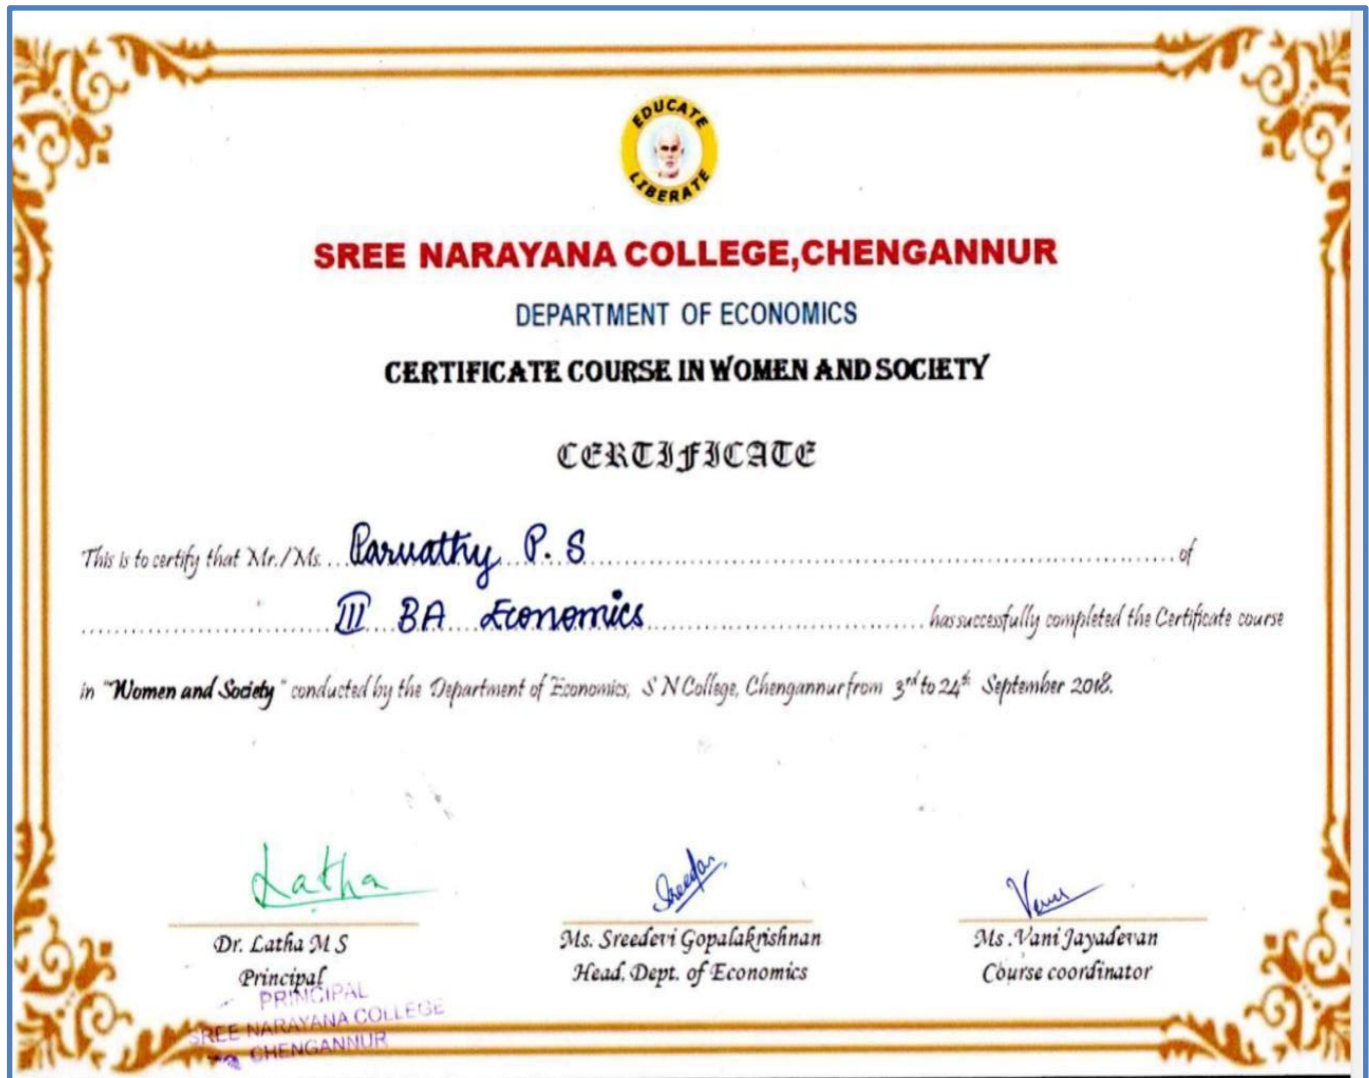 EDUCATE
LIBERATE
SREE NARAYANA COLLEGE,CHENGANNUR
DEPARTMENT OF ECONOMICS
CERTIFICATE COURSE IN WOMEN AND SOCIETY
CERTIFICATE
This is to certify that Mr./Ms. Parvathy P. S of
III BA Economics has successfully completed the Certificate course
in "Women and Society" conducted by the Department of Economics, S N College, Chengannur from 3rd to 24th September 2018.
Latha
Sreedev
Vani
Dr. Latha M S
Ms. Sreedevi Gopalakrishnan
Ms .Vani Jayadevan
Principal
Head. Dept. of Economics
Course coordinator
PRINCIPAL
SREE NARAYANA COLLEGE
CHENGANNUR